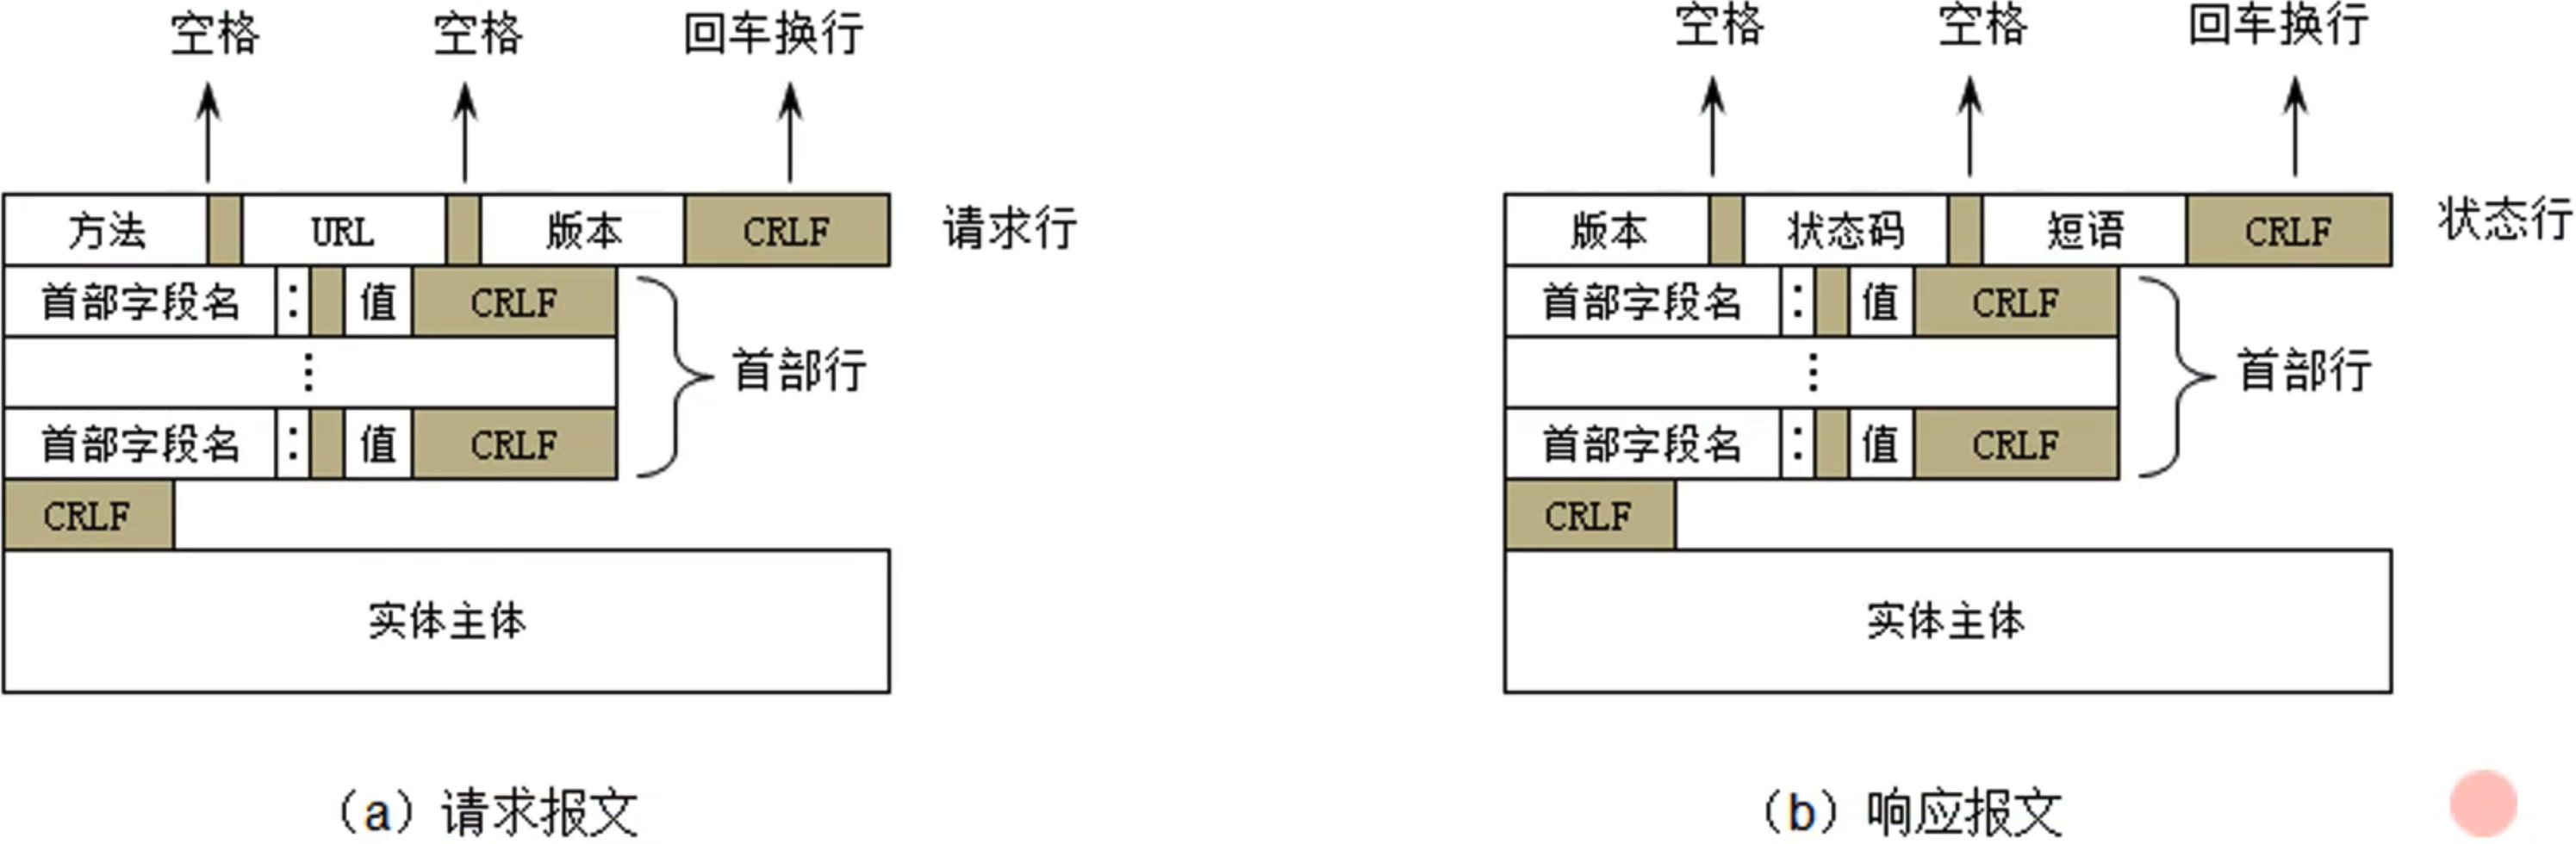 空格 空格 回车换行
方法 URL 版本 CRLF 请求行
首部字段名 : 值 CRLF
⋮
首部字段名 : 值 CRLF
首部行
CRLF
实体主体
(a) 请求报文
空格 空格 回车换行
版本 状态码 短语 CRLF 状态行
首部字段名 : 值 CRLF
⋮
首部字段名 : 值 CRLF
首部行
CRLF
实体主体
(b) 响应报文